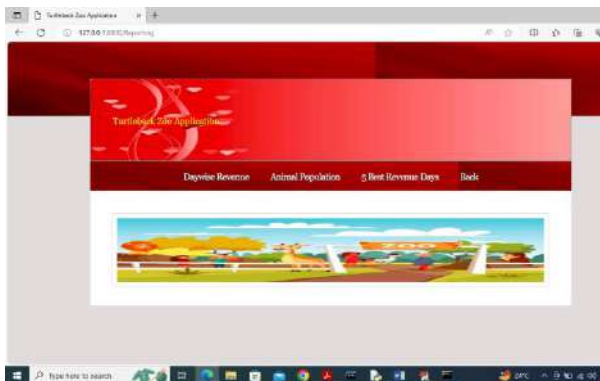 Turtleback Zoo Application
127.0.0.1:8000/Reporting
Turtleback Zoo Application
Daywise Revenue Animal Population 5 Best Revenue Days Back
ZOO
Type here to search